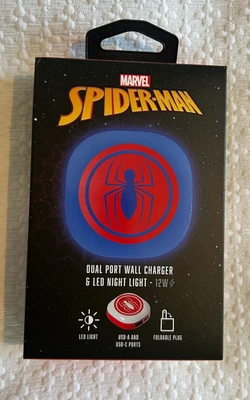 MARVEL
SPIDER-MAN
DUAL PORT WALL CHARGER
& LED NIGHT LIGHT - 12W
LED LIGHT
USB-A AND
USB-C PORTS
FOLDABLE PLUG